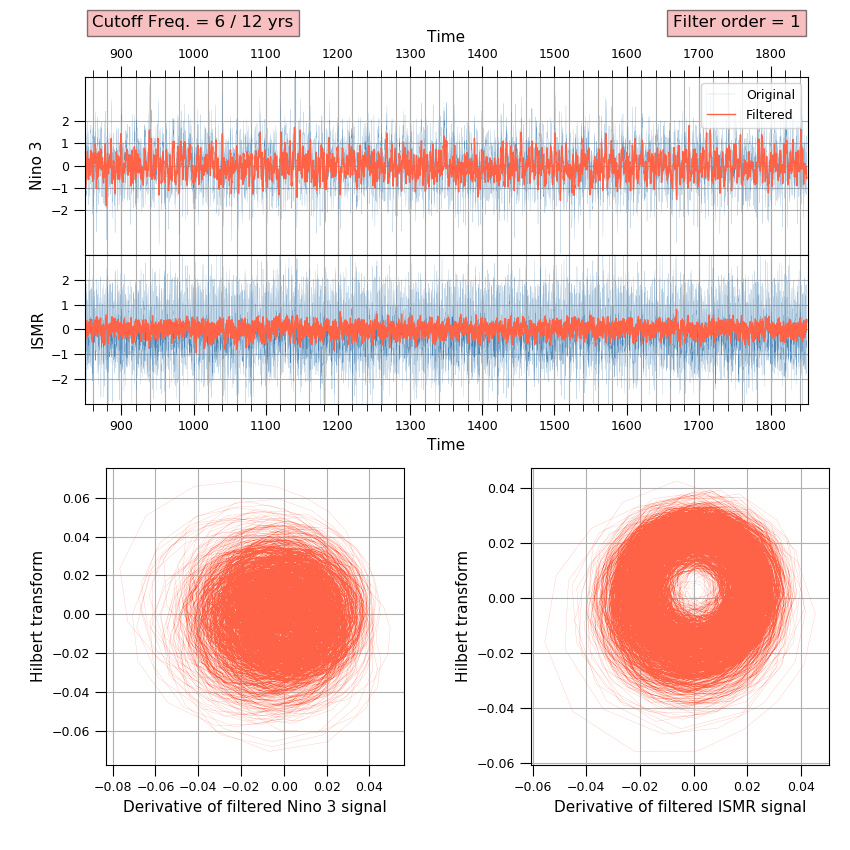 Cutoff Freq. = 6 / 12 yrs
Filter order = 1
Time
900 1000 1100 1200 1300 1400 1500 1600 1700 1800
Original
Filtered
Nino 3
2
1
0
−1
−2
ISMR
2
1
0
−1
−2
900 1000 1100 1200 1300 1400 1500 1600 1700 1800
Time
Hilbert transform
0.06
0.04
0.02
0.00
−0.02
−0.04
−0.06
−0.08 −0.06 −0.04 −0.02 0.00 0.02 0.04
Derivative of filtered Nino 3 signal
Hilbert transform
0.04
0.02
0.00
−0.02
−0.04
−0.06
−0.06 −0.04 −0.02 0.00 0.02 0.04
Derivative of filtered ISMR signal